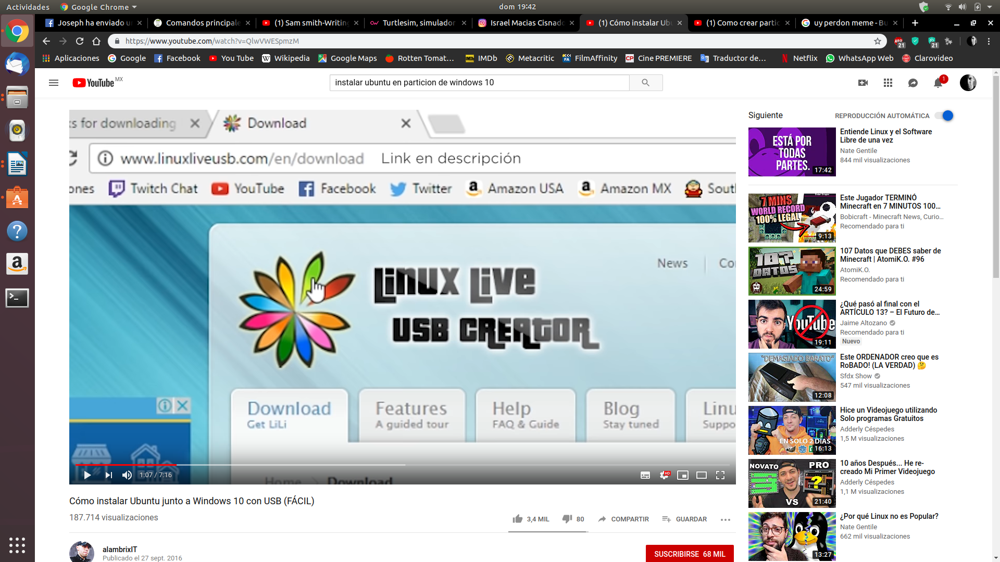 Actividades
Google Chrome
dom 19:42
Joseph ha enviado u
Comandos principale
(1) Sam smith-Writing
Turtlesim, simulador
Israel Macias Cisnado
(1) Cómo instalar Ubu
(1) Como crear partic
uy perdon meme - Bu
https://www.youtube.com/watch?v=QlwVWESpmzM
ABP
21
21
Aplicaciones
Google
Facebook
You Tube
Wikipedia
Google Maps
Rotten Tomat...
IMDb
Metacritic
FilmAffinity
Cine PREMIERE
Traductor de...
Netflix
WhatsApp Web
Clarovideo
YouTube MX
instalar ubuntu en particion de windows 10
1
ks for downloading
Download
www.linuxliveusb.com/en/download
Link en descripción
ones
Twitch Chat
YouTube
Facebook
Twitter
Amazon USA
Amazon MX
South
News
Co
Linux Live
USB Creator
Download
Get LiLi
Features
A guided tour
Help
FAQ & Guide
Blog
Stay tuned
Linu
Suppo
Home
Download
1:07 / 7:16
HD
Cómo instalar Ubuntu junto a Windows 10 con USB (FÁCIL)
187.714 visualizaciones
3,4 MIL
80
COMPARTIR
GUARDAR
alambrixIT
Publicado el 27 sept. 2016
SUSCRIBIRSE 68 MIL
Siguiente
REPRODUCCIÓN AUTOMÁTICA
ESTÁ POR
TODAS
PARTES.
17:42
Entiende Linux y el Software
Libre de una vez
Nate Gentile
844 mil visualizaciones
7 MINS
WORLD RECORD
100% LEGAL
Ender Dragon
9:13
Este Jugador TERMINÓ
Minecraft en 7 MINUTOS 100...
Bobicraft - Minecraft News, Curio...
Recomendado para ti
107
DATOS
24:59
107 Datos que DEBES saber de
Minecraft | AtomiK.O. #96
AtomiK.O.
Recomendado para ti
YouTube
19:11
¿Qué pasó al final con el
ARTÍCULO 13? – El Futuro de...
Jaime Altozano
Recomendado para ti
Nuevo
"DEMASIADO BARATO"
12:08
Este ORDENADOR creo que es
RoBADO! (LA VERDAD) 🤔
Sfdx Show
547 mil visualizaciones
EN SOLO 2 DIAS
16:13
Hice un Videojuego utilizando
Solo programas Gratuitos
Adderly Céspedes
1,5 M visualizaciones
NOVATO
PRO
VS
21:40
10 años Después... He re-
creado Mi Primer Videojuego
Adderly Céspedes
1,1 M visualizaciones
13:27
¿Por qué Linux no es Popular?
Nate Gentile
662 mil visualizaciones